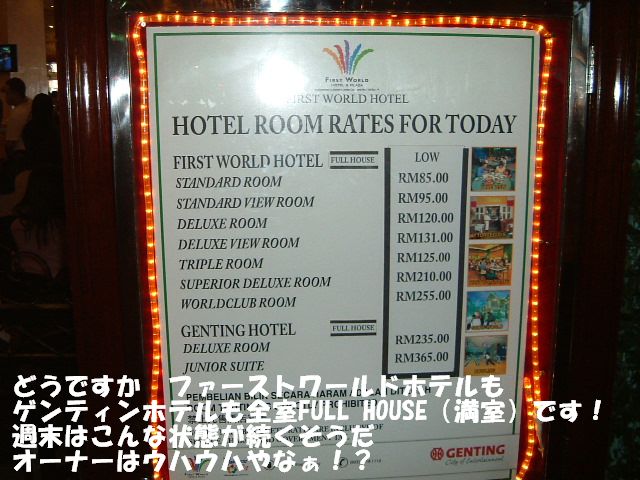 FIRST WORLD
HOTEL & PLAZA
FIRST WORLD HOTEL
HOTEL ROOM RATES FOR TODAY
FIRST WORLD HOTEL FULL HOUSE LOW
STANDARD ROOM RM85.00
STANDARD VIEW ROOM RM95.00
DELUXE ROOM RM120.00
DELUXE VIEW ROOM RM131.00
TRIPLE ROOM RM125.00
SUPERIOR DELUXE ROOM RM210.00
WORLDCLUB ROOM RM255.00
GENTING HOTEL FULL HOUSE
DELUXE ROOM RM235.00
JUNIOR SUITE RM365.00
PEMBELIAN BILIK SECARA HARAM
どうですか ファーストワールドホテルも
ゲンティンホテルも全室FULL HOUSE(満室)です!
週末はこんな状態が続くそうだ
オーナーはウハウハやなぁ!?
GENTING
City of Entertainment